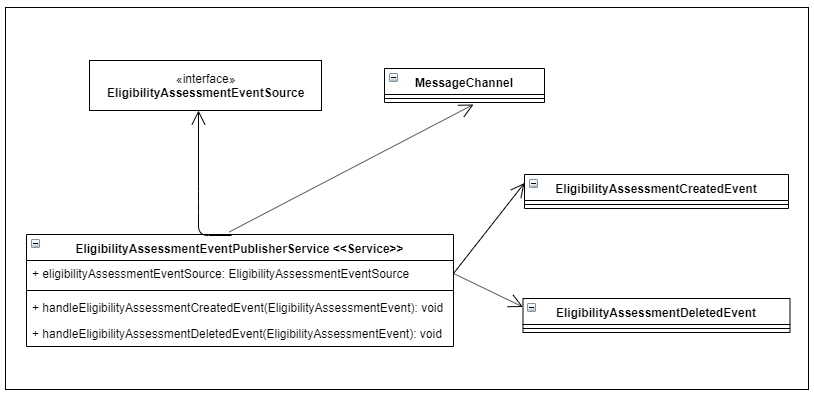 «interface»
EligibilityAssessmentEventSource
MessageChannel
EligibilityAssessmentCreatedEvent
EligibilityAssessmentEventPublisherService <<Service>>
+ eligibilityAssessmentEventSource: EligibilityAssessmentEventSource
+ handleEligibilityAssessmentCreatedEvent(EligibilityAssessmentEvent): void
+ handleEligibilityAssessmentDeletedEvent(EligibilityAssessmentEvent): void
EligibilityAssessmentDeletedEvent